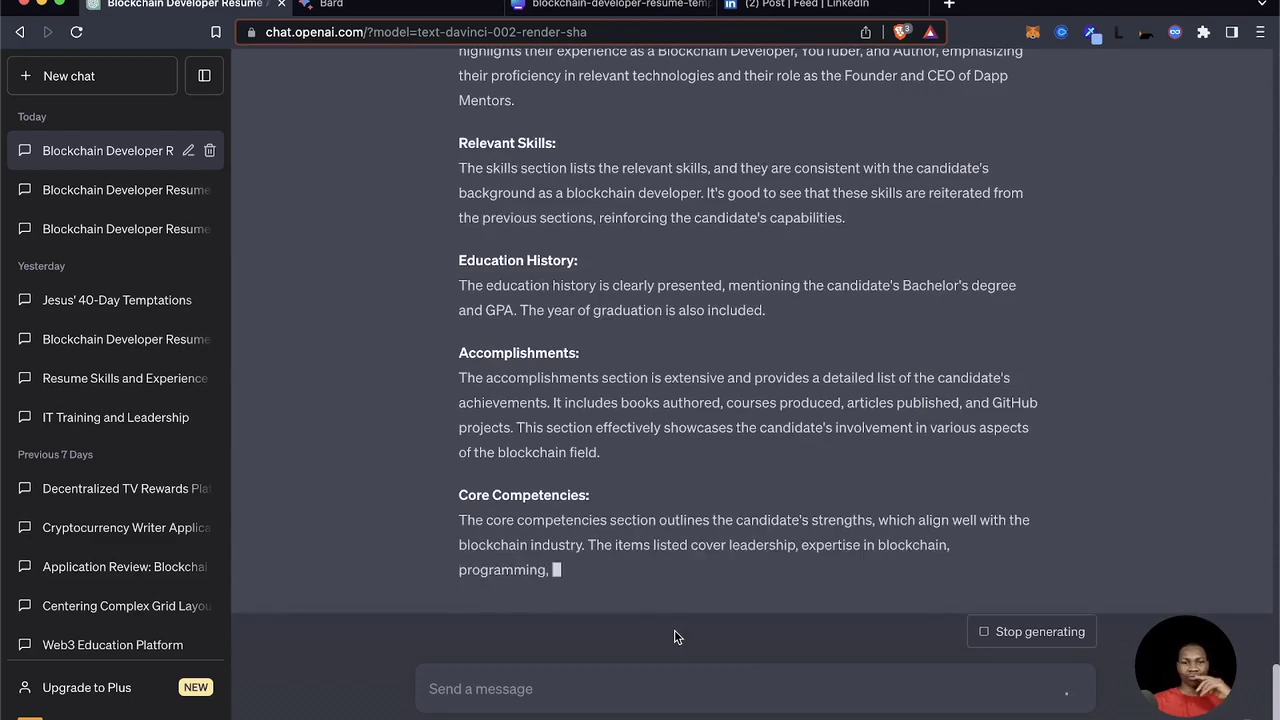 Blockchain Developer Resume A
Bard
blockchain-developer-resume-temp
(2) Post | Feed | LinkedIn
chat.openai.com/?model=text-davinci-002-render-sha
3
New chat
Today
Blockchain Developer R
Blockchain Developer Resume
Blockchain Developer Resume
Yesterday
Jesus' 40-Day Temptations
Blockchain Developer Resume
Resume Skills and Experience
IT Training and Leadership
Previous 7 Days
Decentralized TV Rewards Plat
Cryptocurrency Writer Applica
Application Review: Blockchai
Centering Complex Grid Layou
Web3 Education Platform
Upgrade to Plus
NEW
highlights their experience as a Blockchain Developer, YouTuber, and Author, emphasizing
their proficiency in relevant technologies and their role as the Founder and CEO of Dapp
Mentors.
Relevant Skills:
The skills section lists the relevant skills, and they are consistent with the candidate's
background as a blockchain developer. It's good to see that these skills are reiterated from
the previous sections, reinforcing the candidate's capabilities.
Education History:
The education history is clearly presented, mentioning the candidate's Bachelor's degree
and GPA. The year of graduation is also included.
Accomplishments:
The accomplishments section is extensive and provides a detailed list of the candidate's
achievements. It includes books authored, courses produced, articles published, and GitHub
projects. This section effectively showcases the candidate's involvement in various aspects
of the blockchain field.
Core Competencies:
The core competencies section outlines the candidate's strengths, which align well with the
blockchain industry. The items listed cover leadership, expertise in blockchain,
programming,
Stop generating
Send a message